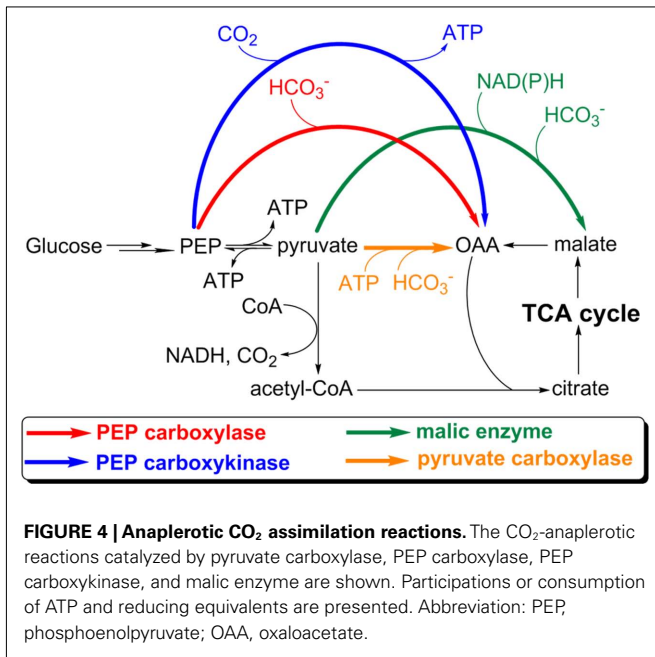 CO₂
ATP
HCO₃⁻
NAD(P)H
HCO₃⁻
ATP
Glucose PEP pyruvate OAA malate
ATP
ATP HCO₃⁻
CoA
TCA cycle
NADH, CO₂
acetyl-CoA citrate
PEP carboxylase malic enzyme
PEP carboxykinase pyruvate carboxylase
FIGURE 4 | Anaplerotic CO₂ assimilation reactions. The CO₂-anaplerotic
reactions catalyzed by pyruvate carboxylase, PEP carboxylase, PEP
carboxykinase, and malic enzyme are shown. Participations or consumption
of ATP and reducing equivalents are presented. Abbreviation: PEP,
phosphoenolpyruvate; OAA, oxaloacetate.